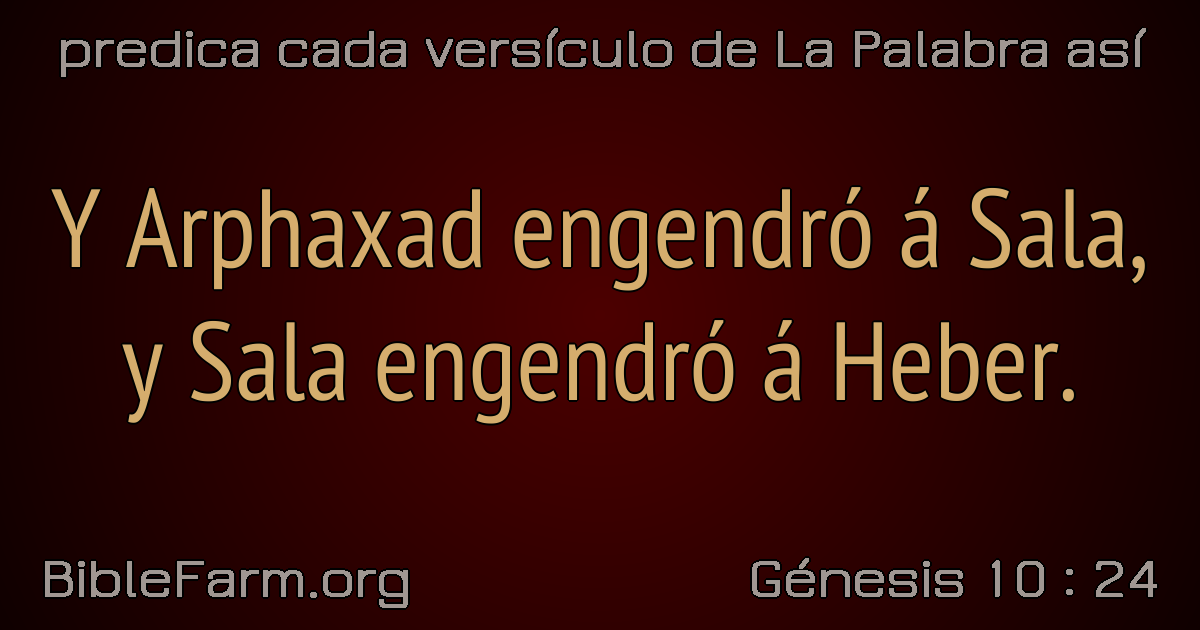 predica cada versículo de La Palabra así
Y Arphaxad engendró á Sala,
y Sala engendró á Heber.
BibleFarm.org
Génesis 10 : 24